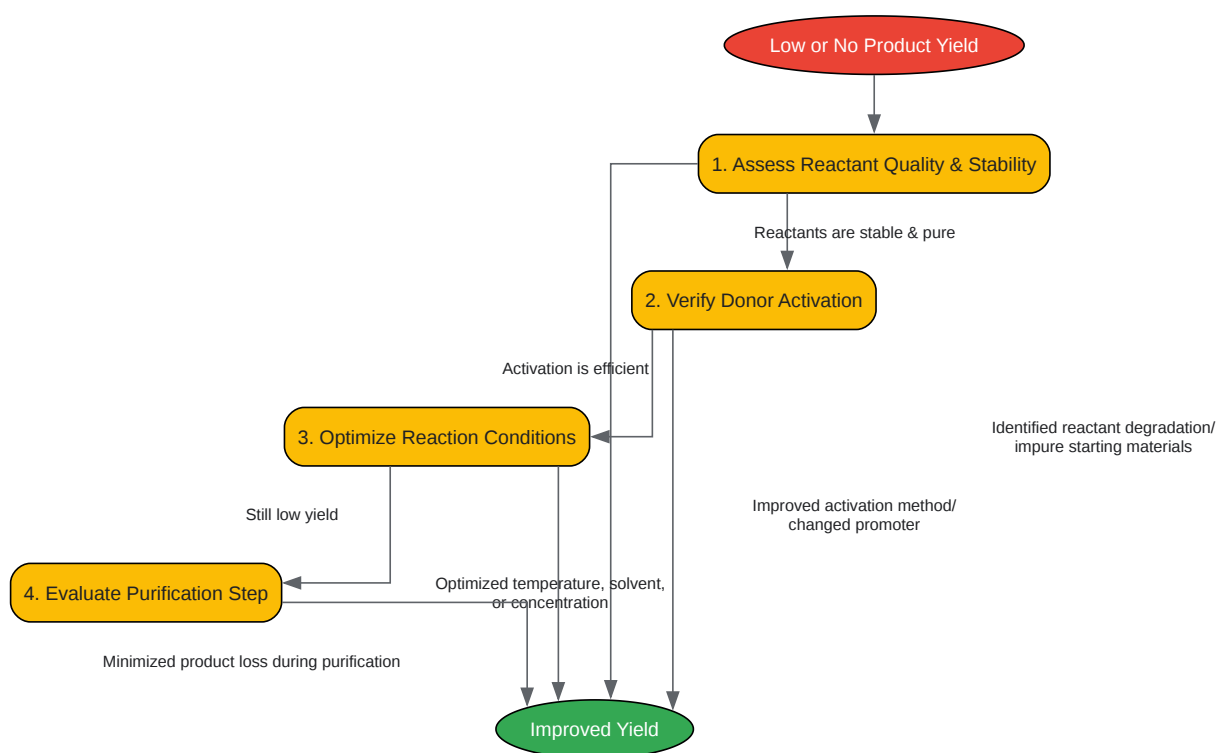 Low or No Product Yield
1. Assess Reactant Quality & Stability
Reactants are stable & pure
2. Verify Donor Activation
Activation is efficient
3. Optimize Reaction Conditions
Identified reactant degradation/
impure starting materials
Still low yield
Improved activation method/
changed promoter
4. Evaluate Purification Step
Optimized temperature, solvent,
or concentration
Minimized product loss during purification
Improved Yield